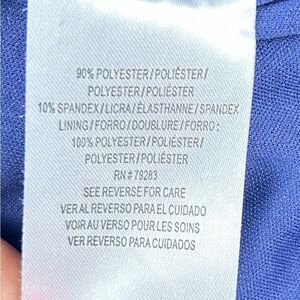 90% POLYESTER / POLIÉSTER /
POLYESTER / POLIÉSTER
10% SPANDEX / LICRA / ÉLASTHANNE / SPANDEX
LINING / FORRO / DOUBLURE / FORRO :
100% POLYESTER / POLIÉSTER /
POLYESTER / POLIÉSTER
RN # 79283
SEE REVERSE FOR CARE
VER AL REVERSO PARA EL CUIDADO
VOIR AU VERSO POUR LES SOINS
VER REVERSO PARA CUIDADOS